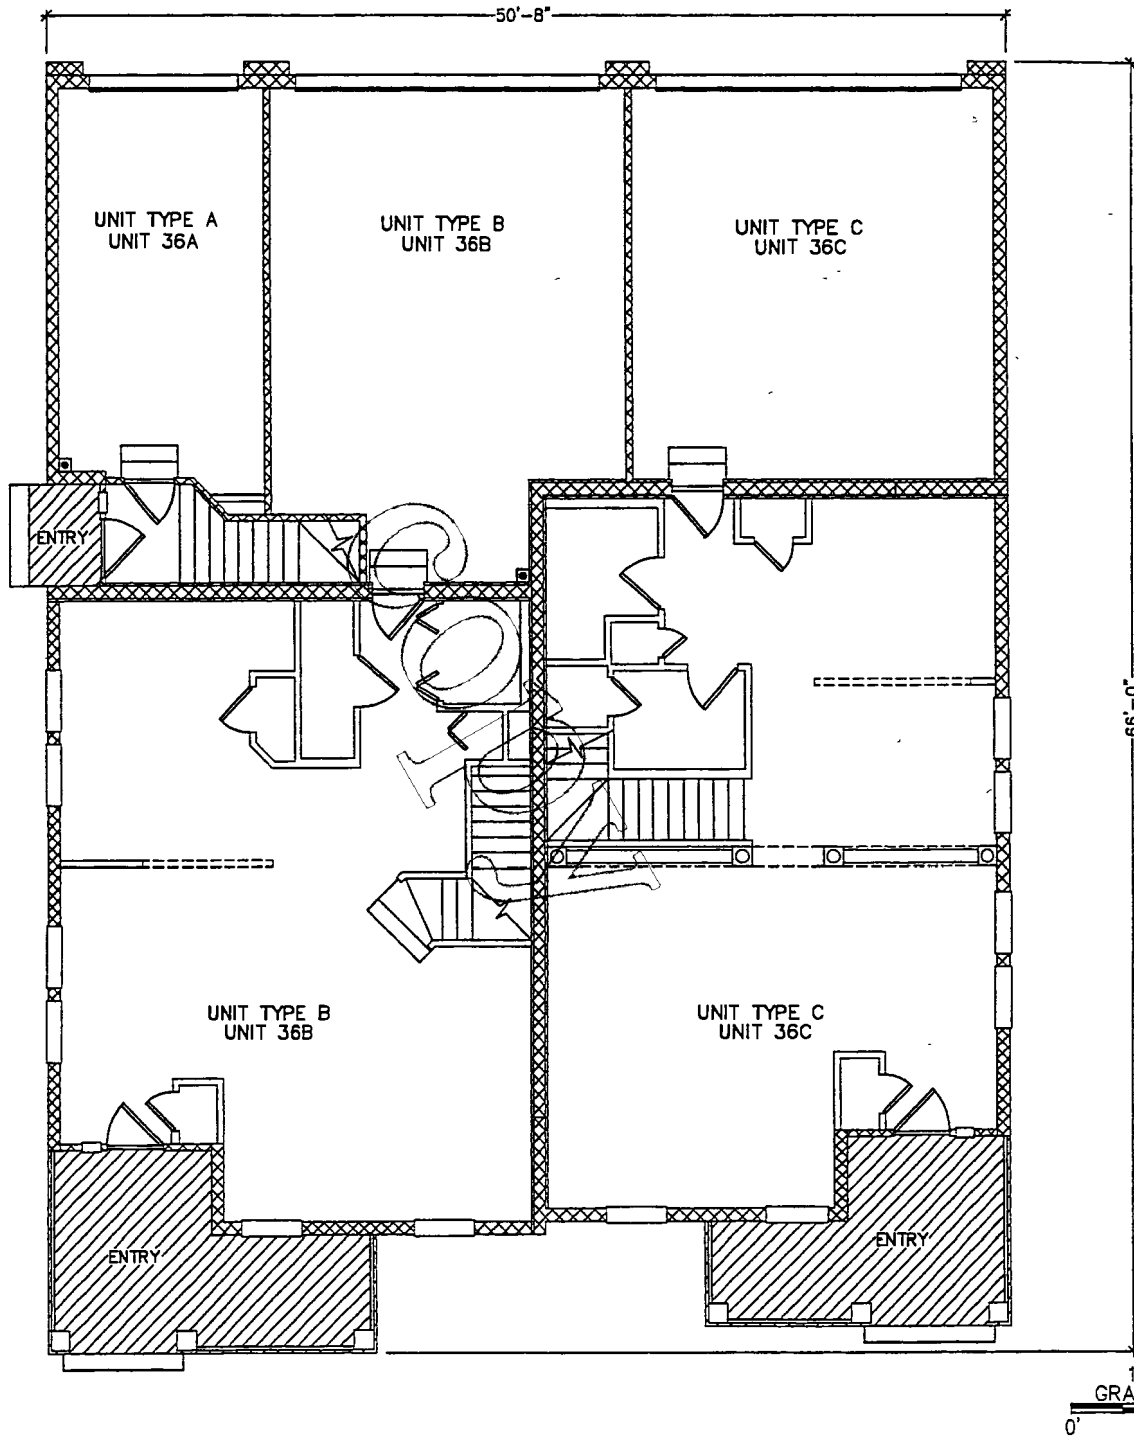 50'-8"
UNIT TYPE A
UNIT 36A
UNIT TYPE B
UNIT 36B
UNIT TYPE C
UNIT 36C
ENTRY
66'-0"
UNIT TYPE B
UNIT 36B
UNIT TYPE C
UNIT 36C
ENTRY
ENTRY
1
GRA
0'